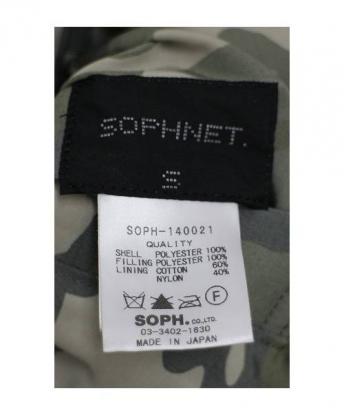 SOPHNET.
S
SOPH-140021
QUALITY
SHELL POLYESTER 100%
FILLING POLYESTER 100%
LINING COTTON 60%
NYLON 40%
F
SOPH.CO.,LTD.
03-3402-1630
MADE IN JAPAN